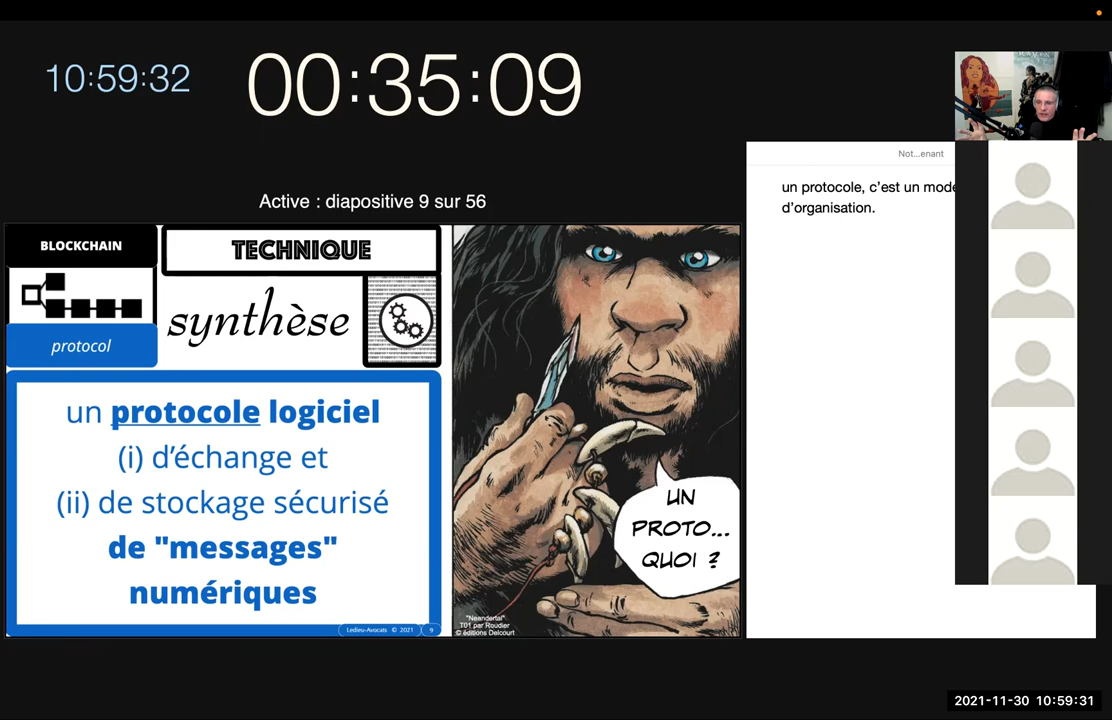 10:59:32
00:35:09
Active : diapositive 9 sur 56
Not...enant
un protocole, c’est un mode
d’organisation.
BLOCKCHAIN
TECHNIQUE
synthèse
protocol
un protocole logiciel
(i) d’échange et
(ii) de stockage sécurisé
de "messages"
numériques
Ledieu-Avocats © 2021 9
UN
PROTO...
QUOI ?
"Neandertal"
T01 par Roudier
© éditions Delcourt
2021-11-30 10:59:31